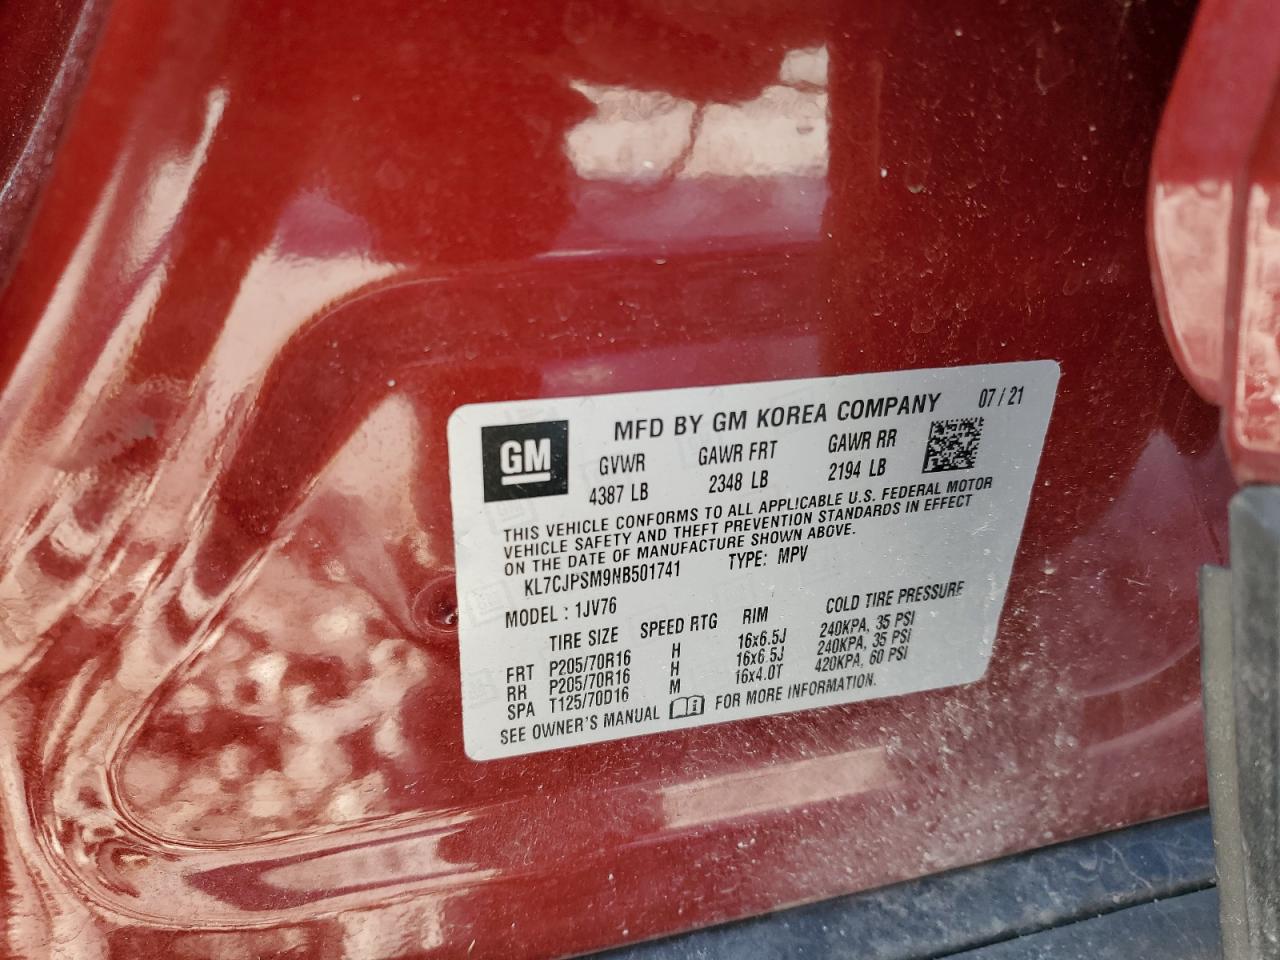 GM
MFD BY GM KOREA COMPANY 07 / 21
GVWR GAWR FRT GAWR RR
4387 LB 2348 LB 2194 LB
THIS VEHICLE CONFORMS TO ALL APPLICABLE U.S. FEDERAL MOTOR
VEHICLE SAFETY AND THEFT PREVENTION STANDARDS IN EFFECT
ON THE DATE OF MANUFACTURE SHOWN ABOVE.
KL7CJPSM9NB501741 TYPE: MPV
MODEL : 1JV76
TIRE SIZE SPEED RTG RIM COLD TIRE PRESSURE
FRT P205/70R16 H 16x6.5J 240KPA, 35 PSI
RH P205/70R16 H 16x6.5J 240KPA, 35 PSI
SPA T125/70D16 M 16x4.0T 420KPA, 60 PSI
SEE OWNER'S MANUAL FOR MORE INFORMATION.